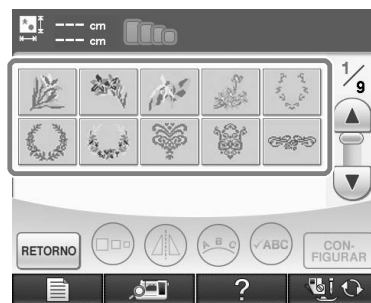 --- cm
--- cm
1/9
RETORNO
A B C
✓ABC
CON-
FIGURAR
?